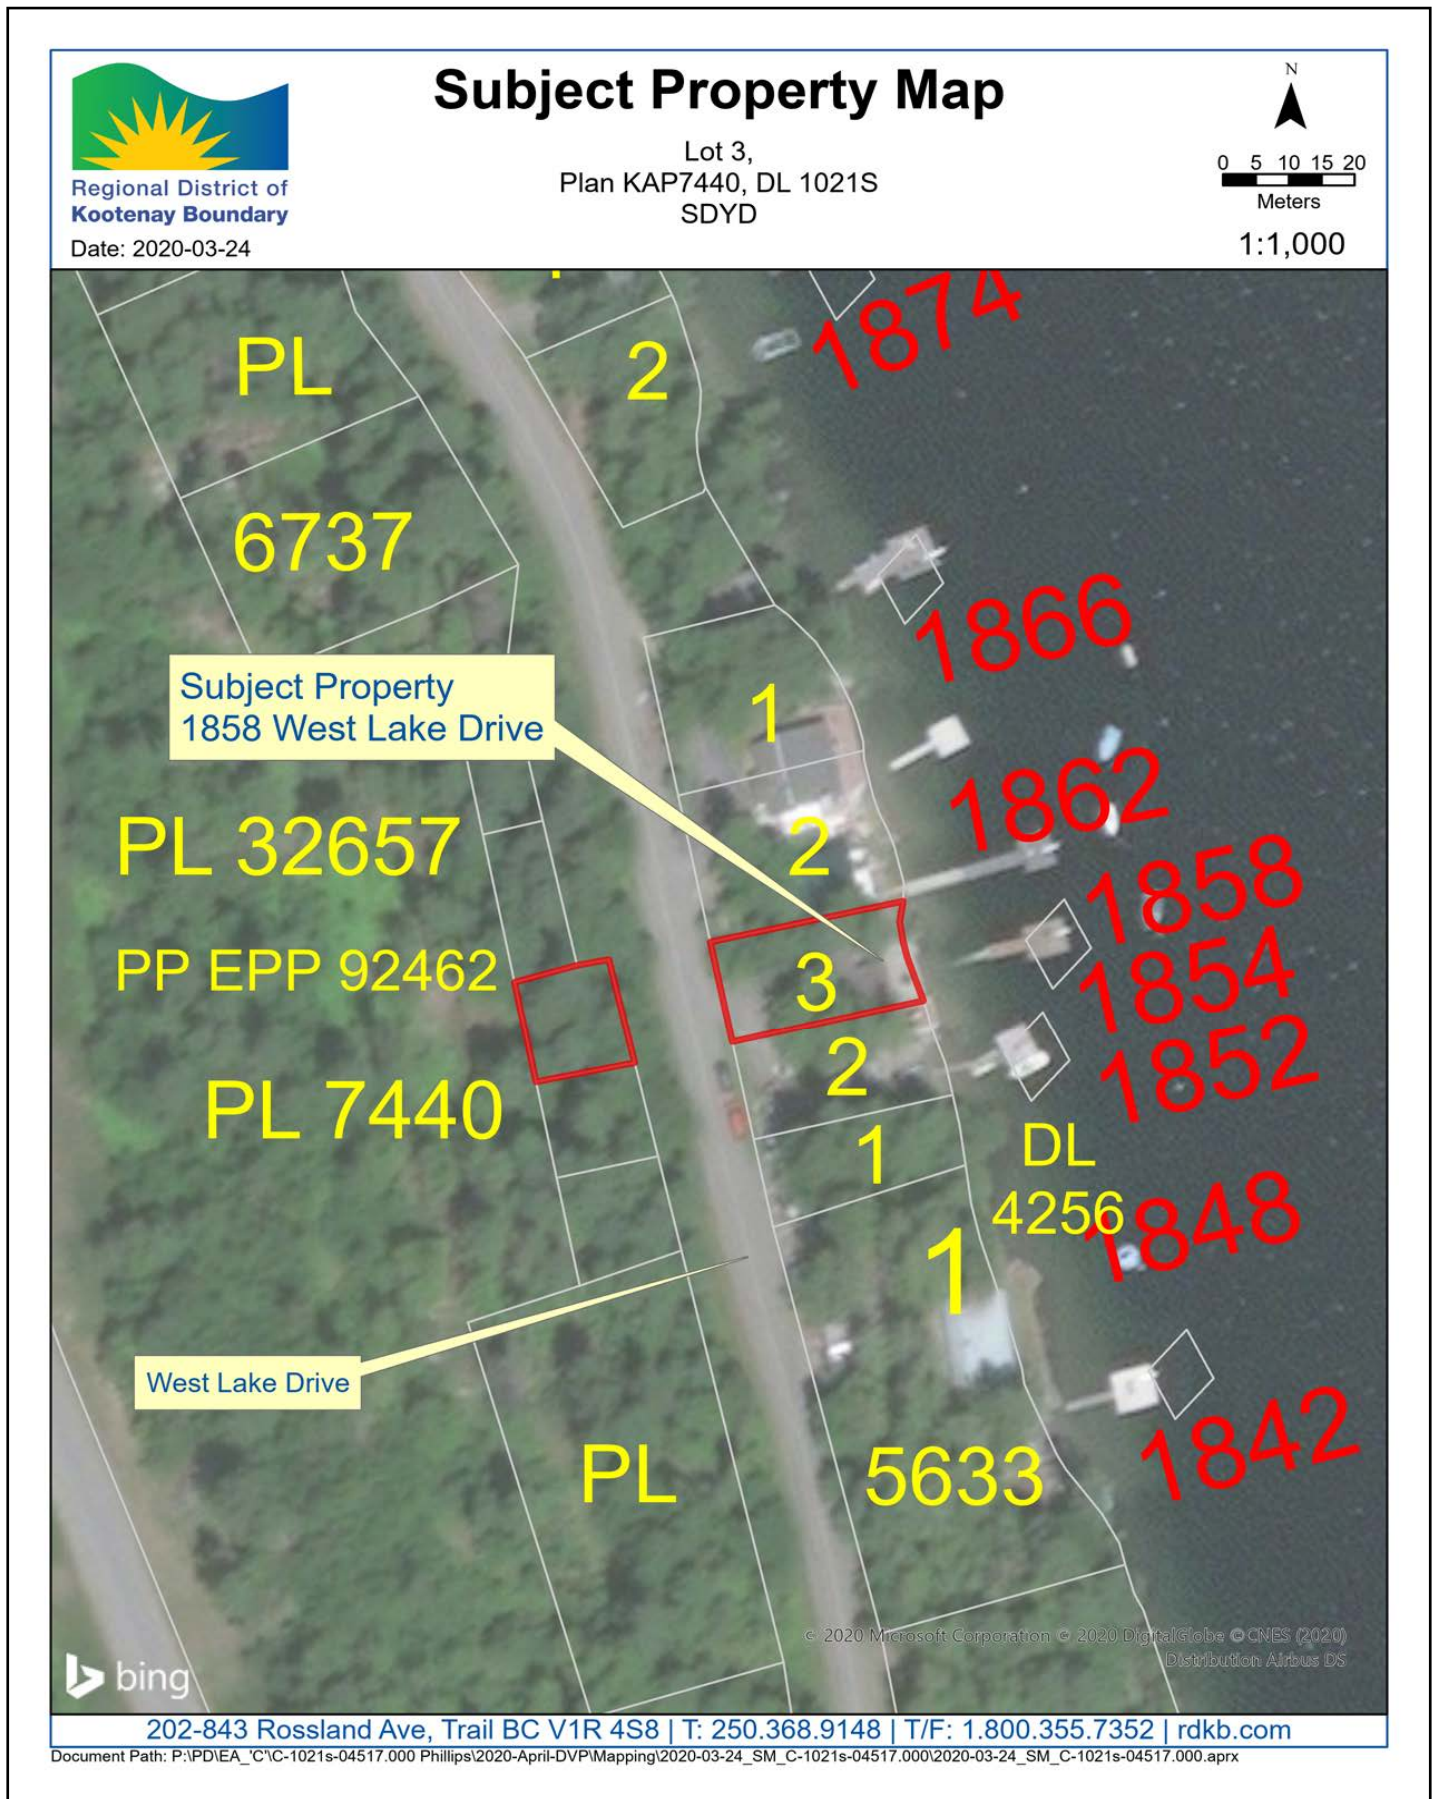 Subject Property Map
Lot 3,
Plan KAP7440, DL 1021S
SDYD
Regional District of
Kootenay Boundary
Date: 2020-03-24
N
0 5 10 15 20
Meters
1:1,000
1874
PL
2
6737
1866
Subject Property
1858 West Lake Drive
1
1862
PL 32657
2
1858
PP EPP 92462
3
1854
2
1852
PL 7440
1
DL
4256
1848
1
West Lake Drive
1842
PL
5633
© 2020 Microsoft Corporation © 2020 DigitalGlobe © CNES (2020)
Distribution Airbus DS
bing
202-843 Rossland Ave, Trail BC V1R 4S8 | T: 250.368.9148 | T/F: 1.800.355.7352 | rdkb.com
Document Path: P:\PD\EA_'C'\C-1021s-04517.000 Phillips\2020-April-DVP\Mapping\2020-03-24_SM_C-1021s-04517.000\2020-03-24_SM_C-1021s-04517.000.aprx